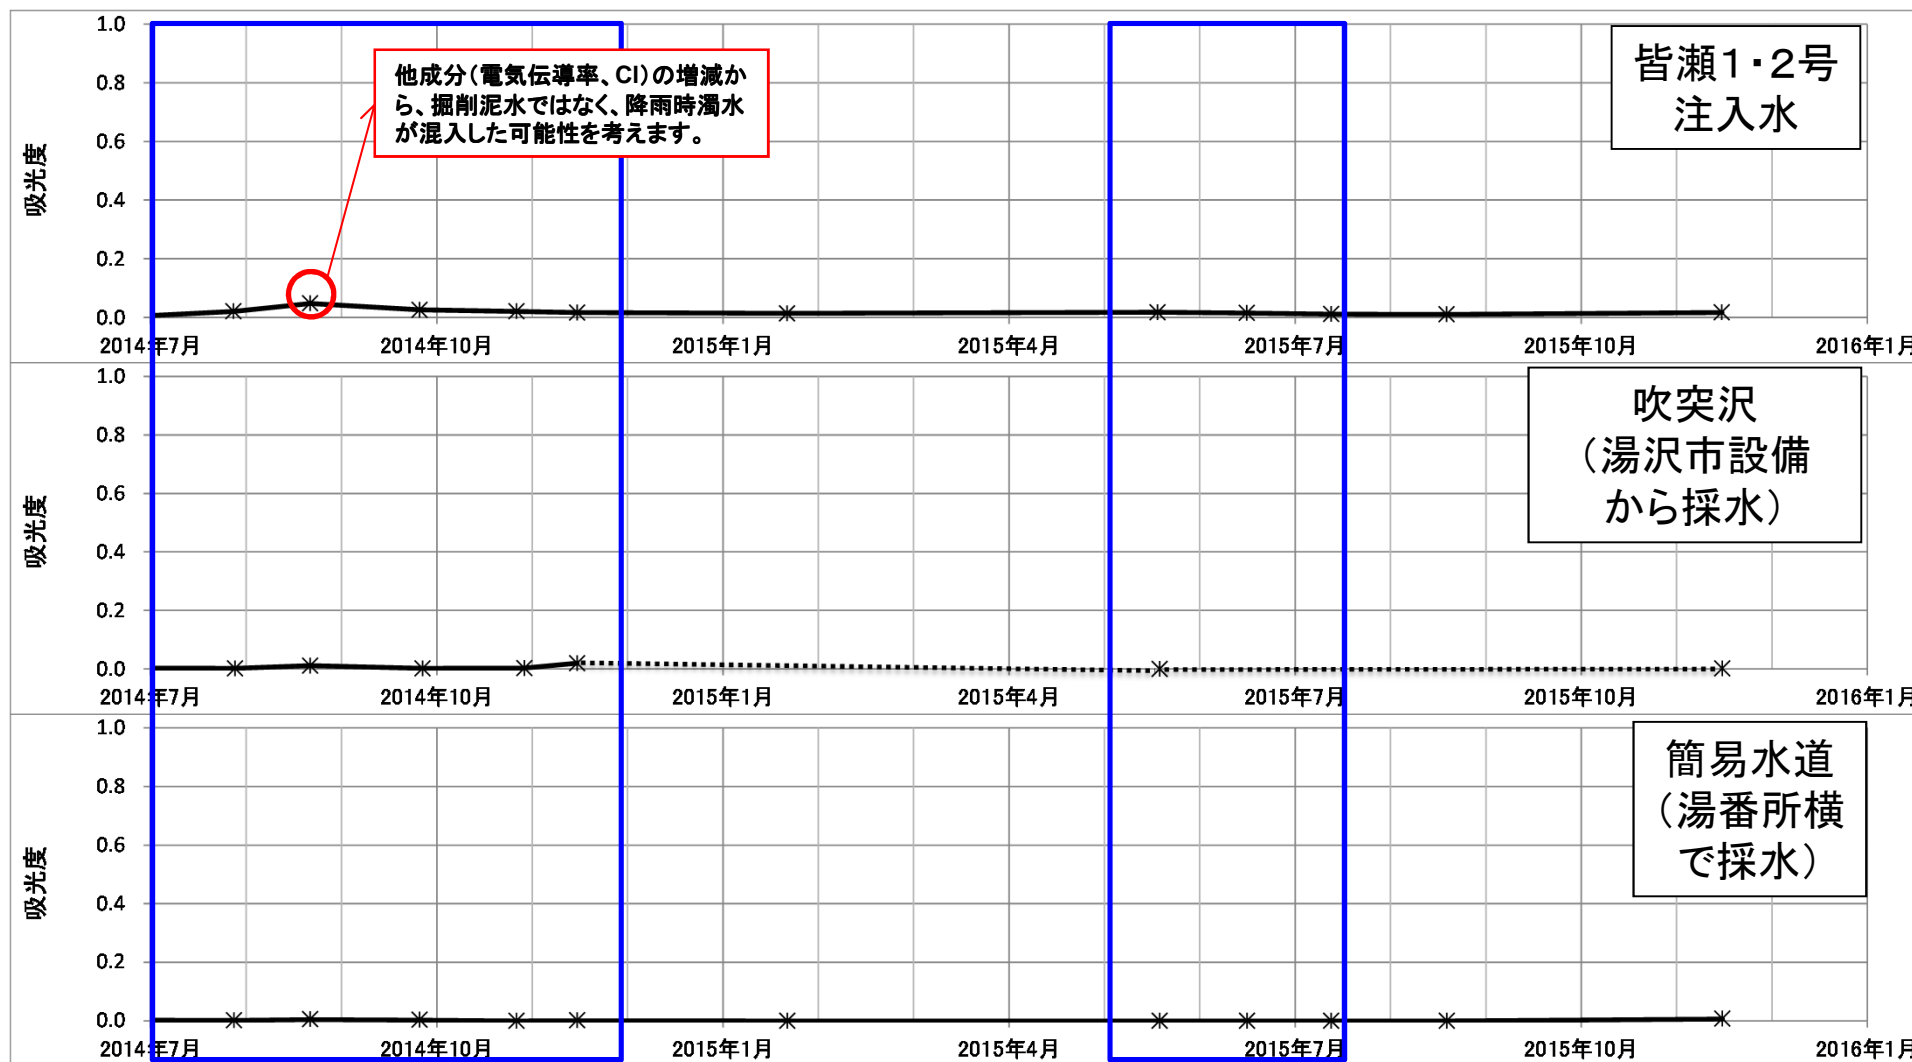 1.0
0.8
0.6
0.4
0.2
0.0
吸光度
他成分(電気伝導率、Cl)の増減か
ら、掘削泥水ではなく、降雨時濁水
が混入した可能性を考えます。
皆瀬1・2号
注入水
2014年7月
2014年10月
2015年1月
2015年4月
2015年7月
2015年10月
2016年1月
1.0
0.8
0.6
0.4
0.2
0.0
吸光度
吹突沢
（湯沢市設備
から採水）
2014年7月
2014年10月
2015年1月
2015年4月
2015年7月
2015年10月
2016年1月
1.0
0.8
0.6
0.4
0.2
0.0
吸光度
簡易水道
（湯番所横
で採水）
2014年7月
2014年10月
2015年1月
2015年4月
2015年7月
2015年10月
2016年1月